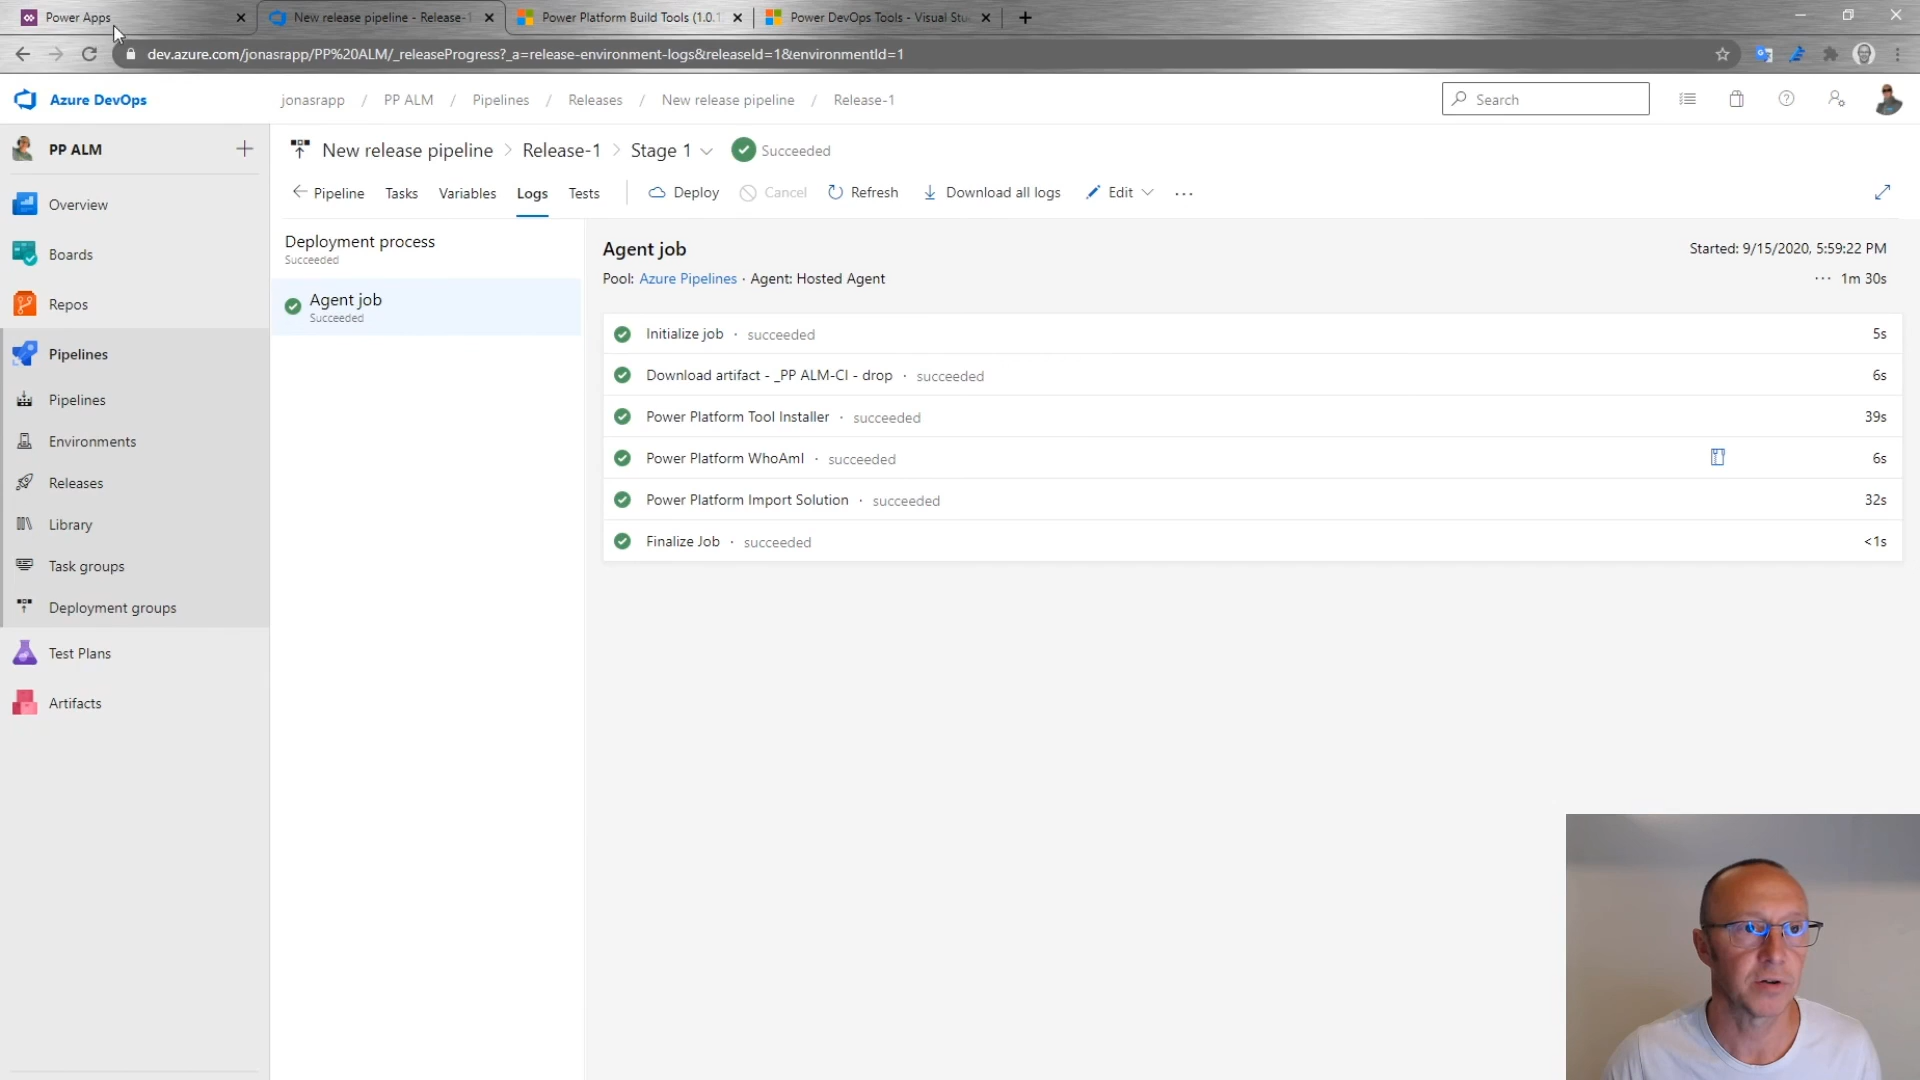 Power Apps
New release pipeline - Release-1
Power Platform Build Tools (1.0.1
Power DevOps Tools - Visual Stu
dev.azure.com/jonasrapp/PP%20ALM/_releaseProgress?_a=release-environment-logs&releaseId=1&environmentId=1
Azure DevOps
jonasrapp / PP ALM / Pipelines / Releases / New release pipeline / Release-1
Search
PP ALM
New release pipeline > Release-1 > Stage 1 Succeeded
Pipeline Tasks Variables Logs Tests Deploy Cancel Refresh Download all logs Edit
Overview
Boards
Repos
Pipelines
Pipelines
Environments
Releases
Library
Task groups
Deployment groups
Test Plans
Artifacts
Deployment process
Succeeded
Agent job
Succeeded
Agent job
Started: 9/15/2020, 5:59:22 PM
Pool: Azure Pipelines · Agent: Hosted Agent
··· 1m 30s
Initialize job · succeeded 5s
Download artifact - _PP ALM-CI - drop · succeeded 6s
Power Platform Tool Installer · succeeded 39s
Power Platform WhoAmI · succeeded 6s
Power Platform Import Solution · succeeded 32s
Finalize Job · succeeded <1s